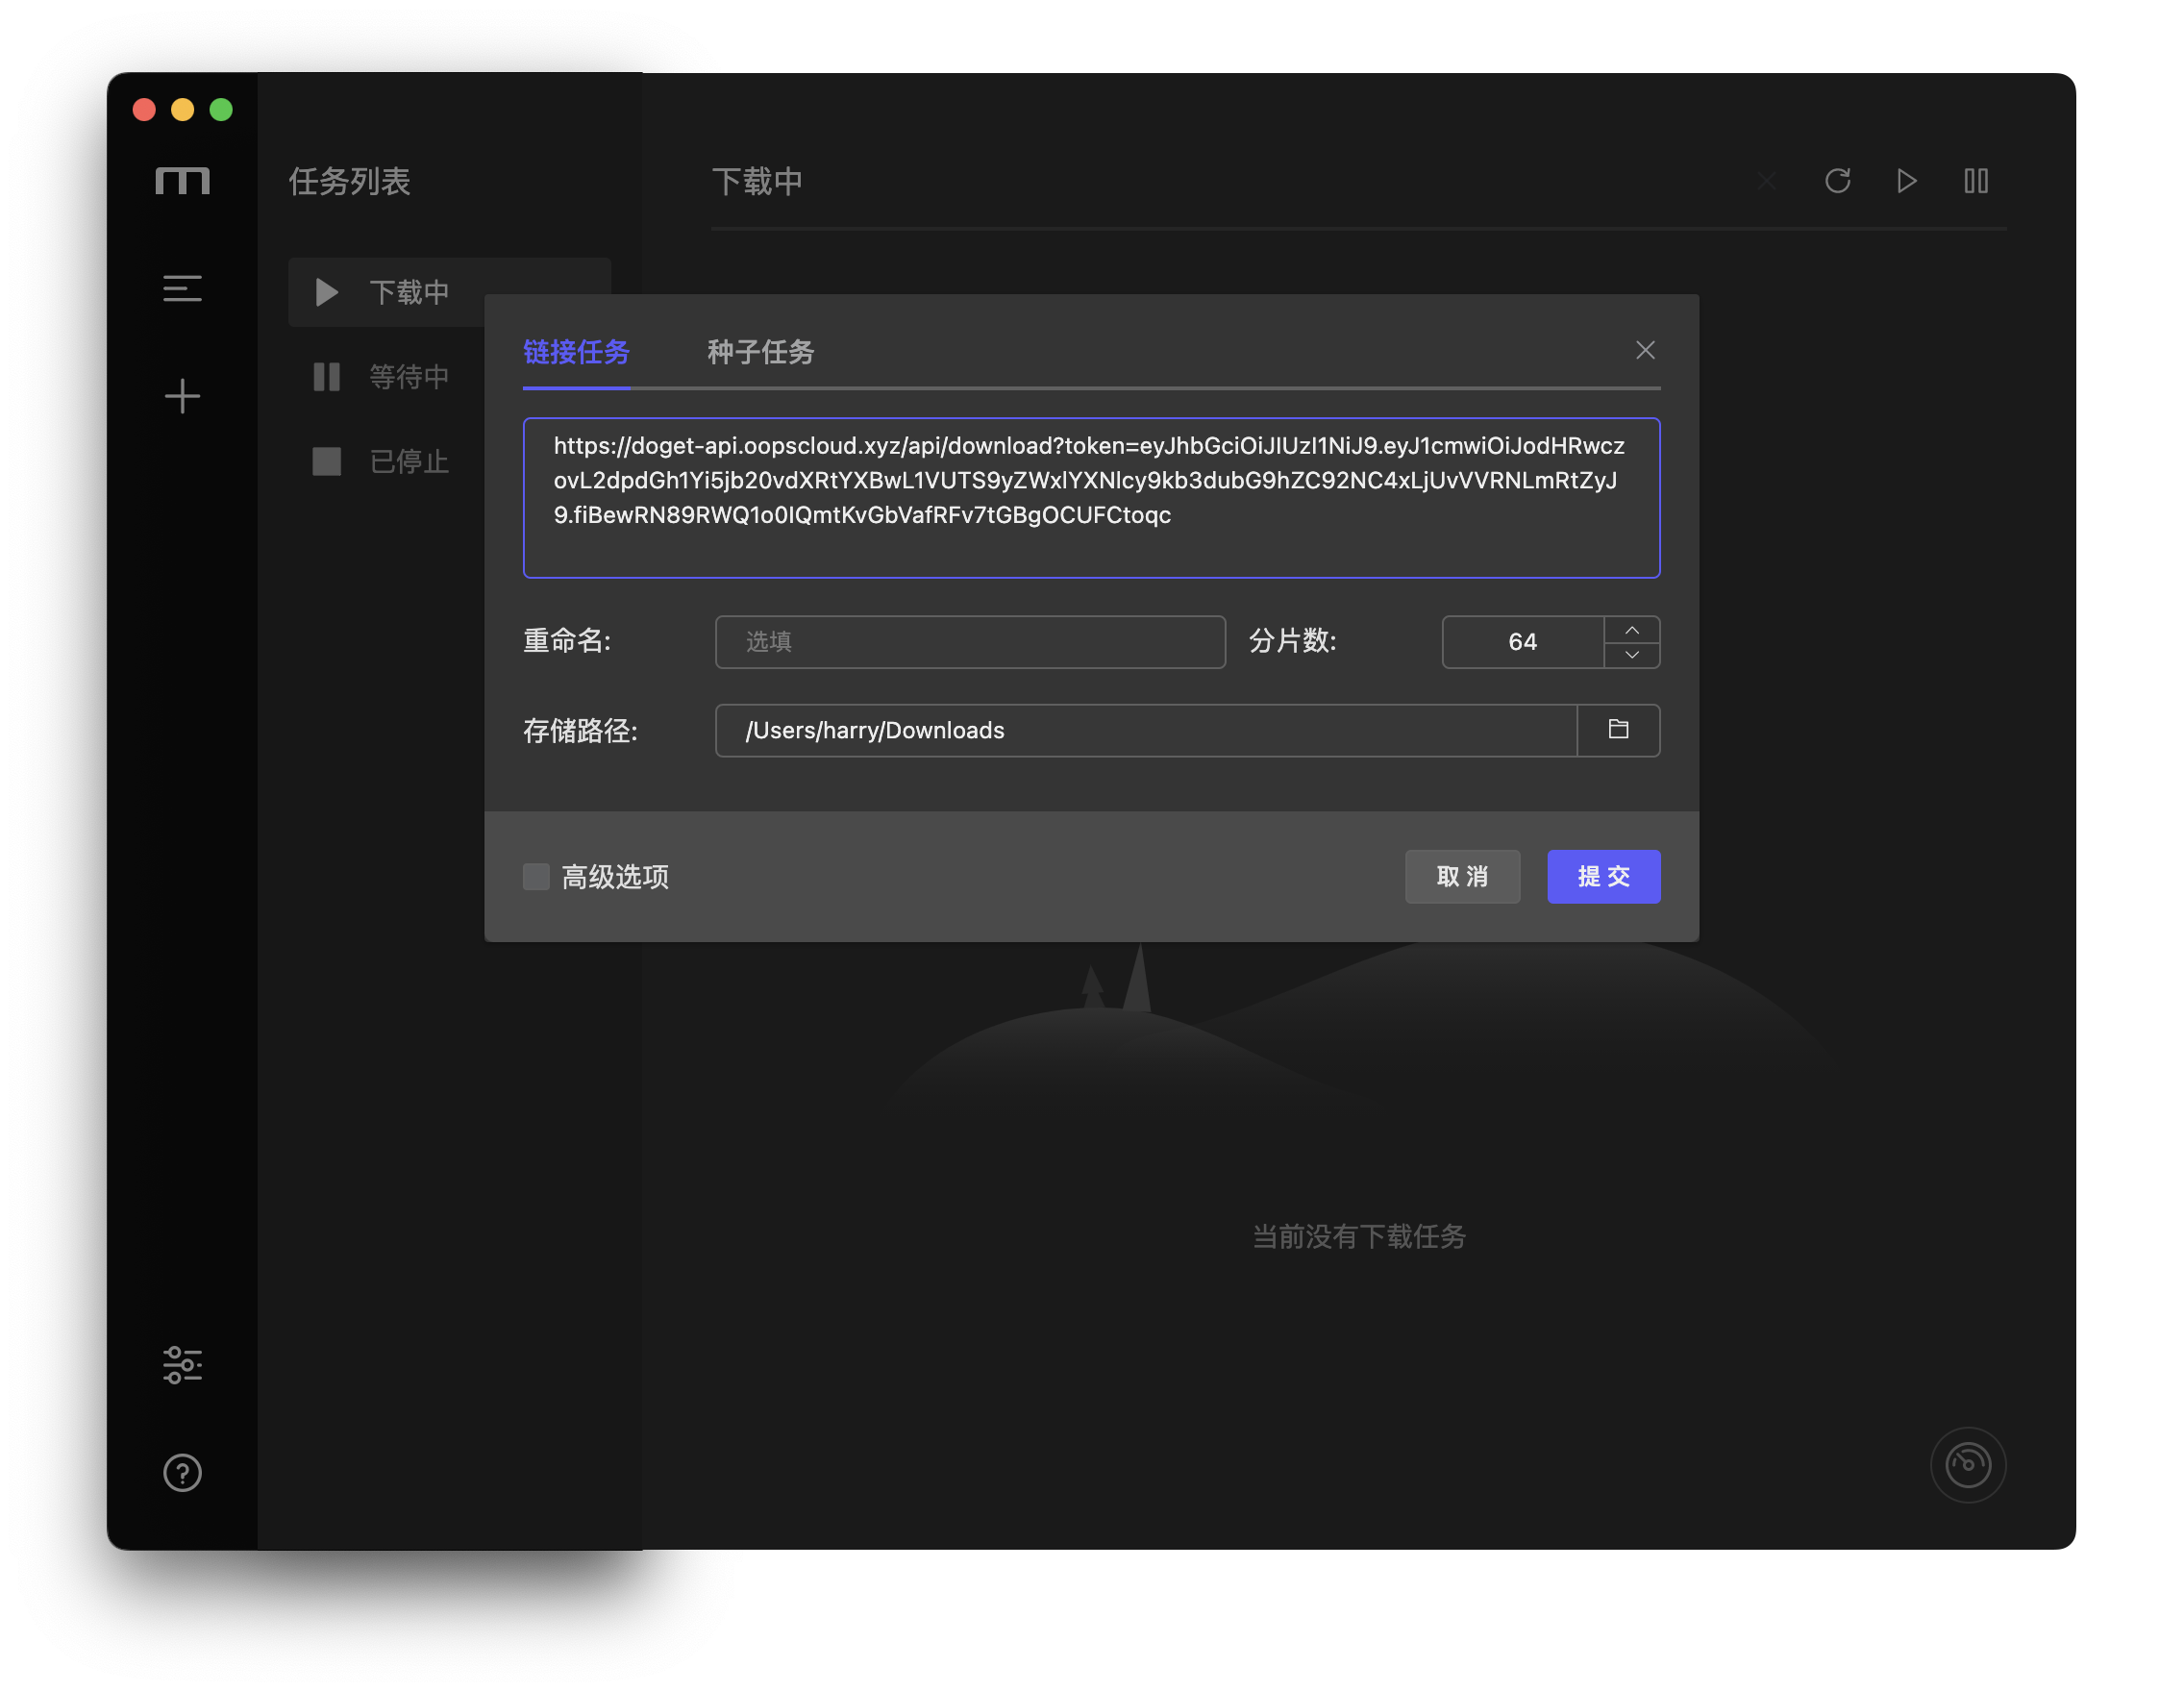 任务列表
下载中
等待中
已停止
下载中
链接任务
种子任务
https://doget-api.oopscloud.xyz/api/download?token=eyJhbGciOiJIUzI1NiJ9.eyJ1cmwiOiJodHRwcz
ovL2dpdGh1Yi5jb20vdXRtYXBwL1VUTS9yZWxlYXNlcy9kb3dubG9hZC92NC4xLjUvVVRNLmRtZyJ
9.fiBewRN89RWQ1o0IQmtKvGbVafRFv7tGBgOCUFCtoqc
重命名: 选填 分片数: 64
存储路径: /Users/harry/Downloads
高级选项 取消 提交
当前没有下载任务